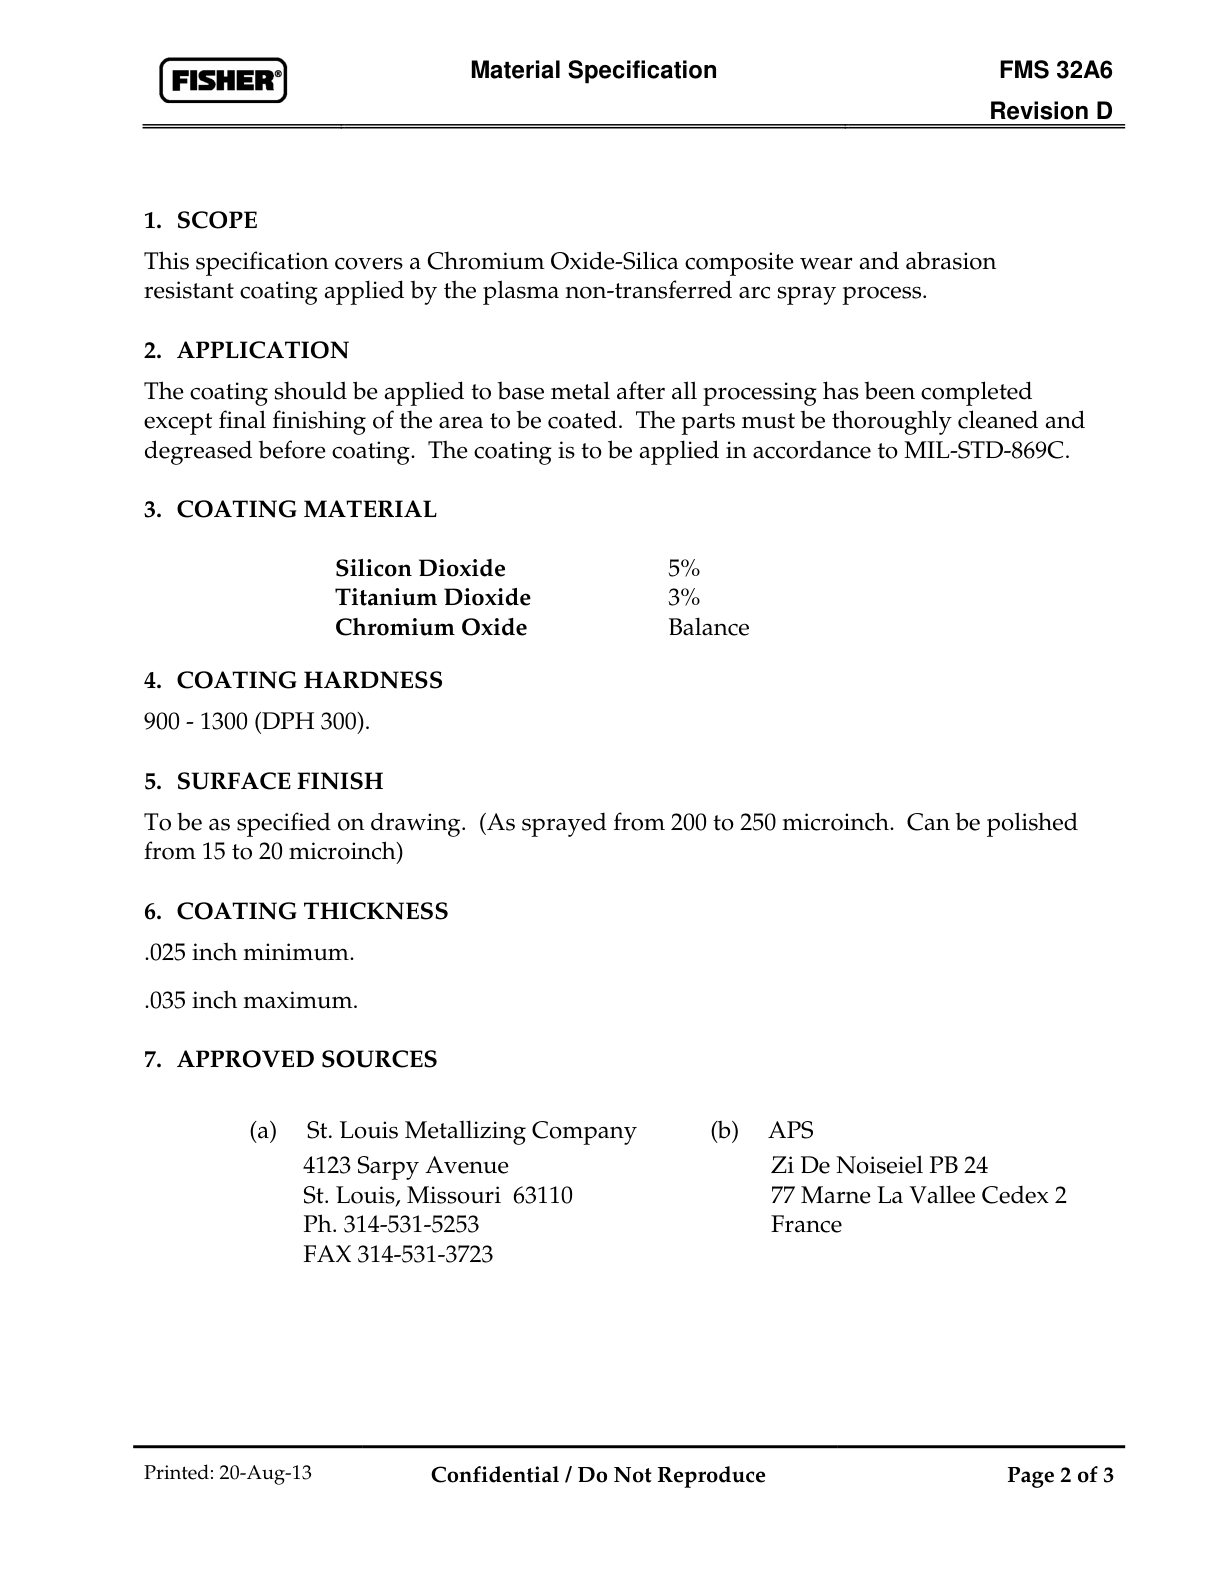 FISHER®
Material Specification
FMS 32A6
Revision D
1. SCOPE
This specification covers a Chromium Oxide-Silica composite wear and abrasion
resistant coating applied by the plasma non-transferred arc spray process.
2. APPLICATION
The coating should be applied to base metal after all processing has been completed
except final finishing of the area to be coated. The parts must be thoroughly cleaned and
degreased before coating. The coating is to be applied in accordance to MIL-STD-869C.
3. COATING MATERIAL
Silicon Dioxide 5%
Titanium Dioxide 3%
Chromium Oxide Balance
4. COATING HARDNESS
900 - 1300 (DPH 300).
5. SURFACE FINISH
To be as specified on drawing. (As sprayed from 200 to 250 microinch. Can be polished
from 15 to 20 microinch)
6. COATING THICKNESS
.025 inch minimum.
.035 inch maximum.
7. APPROVED SOURCES
(a) St. Louis Metallizing Company
4123 Sarpy Avenue
St. Louis, Missouri 63110
Ph. 314-531-5253
FAX 314-531-3723
(b) APS
Zi De Noiseiel PB 24
77 Marne La Vallee Cedex 2
France
Printed: 20-Aug-13
Confidential / Do Not Reproduce
Page 2 of 3